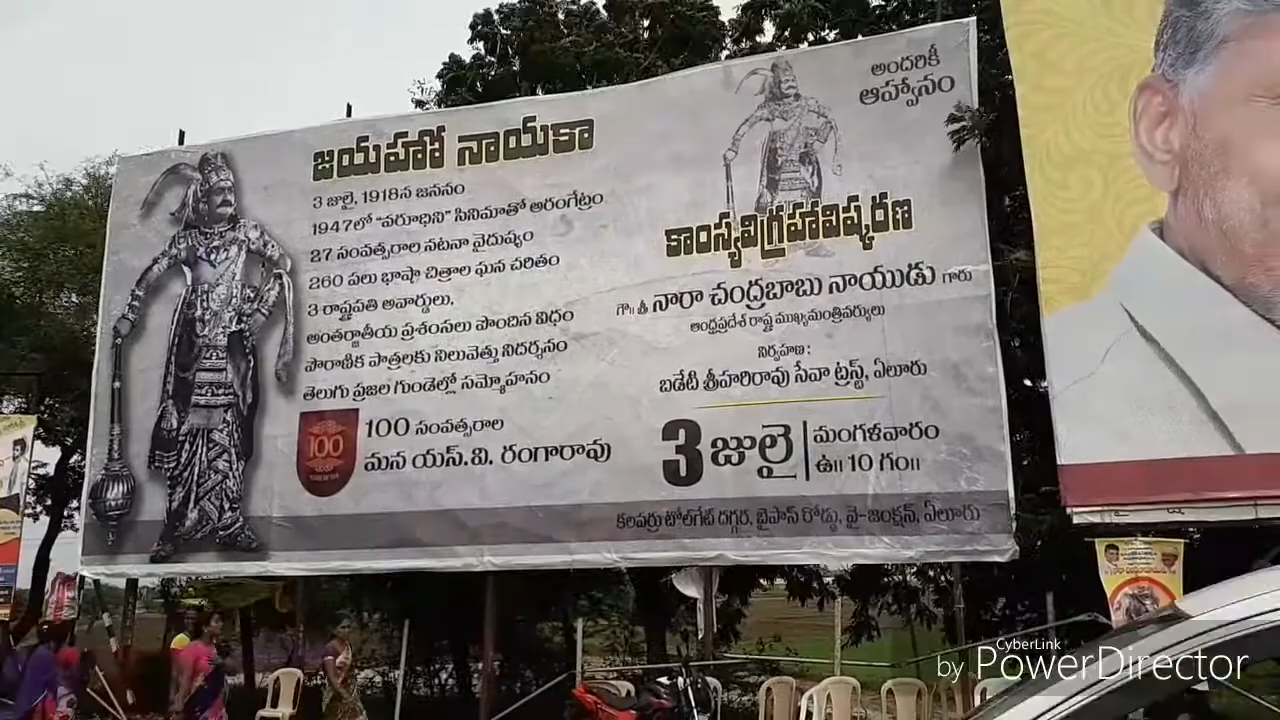 జయహో నాయకా
3 జులై, 1918న జననం
1947లో "వరూధిని" సినిమాతో అరంగేట్రం
27 సంవత్సరాల నటనా వైదుష్యం
260 పలు భాషా చిత్రాల ఘన చరితం
3 రాష్ట్రపతి అవార్డులు,
అంతర్జాతీయ ప్రశంసలు పొందిన విధం
పౌరాణిక పాత్రలకు నిలువెత్తు నిదర్శనం
తెలుగు ప్రజల గుండెల్లో సమ్మోహనం
100
100 సంవత్సరాల
మన యస్.వి. రంగారావు
అందరికీ
ఆహ్వానం
కాంస్యవిగ్రహావిష్కరణ
గౌ॥ శ్రీ నారా చంద్రబాబు నాయుడు గారు
ఆంధ్రప్రదేశ్ రాష్ట్ర ముఖ్యమంత్రివర్యులు
నిర్వహణ :
బడేటి శ్రీహరిరావు సేవా ట్రస్ట్, ఏలూరు
3 జులై మంగళవారం
ఉ॥ 10 గం॥
కలవర్రు టోల్‌గేట్ దగ్గర, బైపాస్ రోడ్డు, వై-జంక్షన్, ఏలూరు
CyberLink
by PowerDirector